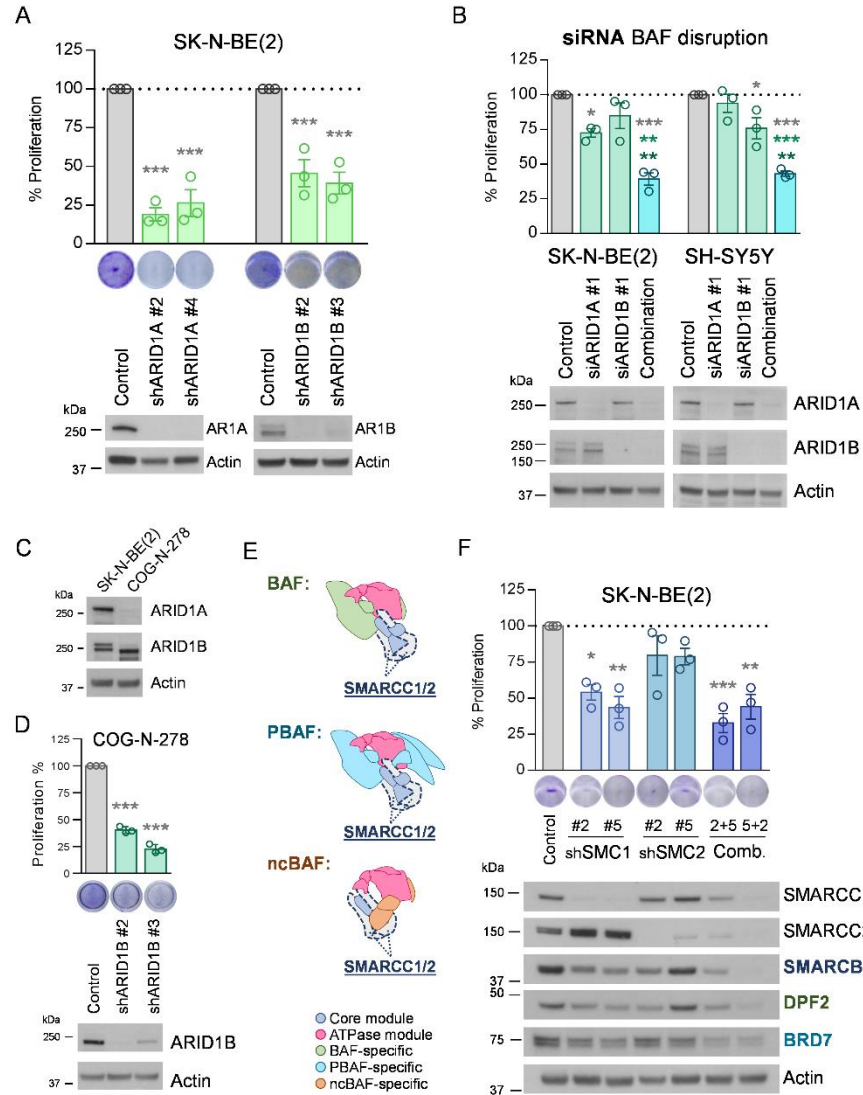 A
SK-N-BE(2)
% Proliferation
125
100
75
50
25
0
***
***
***
***
Control
shARID1A #2
shARID1A #4
Control
shARID1B #2
shARID1B #3
kDa
250
37
AR1A
Actin
AR1B
Actin
B
siRNA BAF disruption
% Proliferation
125
100
75
50
25
0
*
***
**
**
*
***
***
**
SK-N-BE(2)
SH-SY5Y
Control
siARID1A #1
siARID1B #1
Combination
Control
siARID1A #1
siARID1B #1
Combination
kDa
250
ARID1A
250
150
ARID1B
37
Actin
C
SK-N-BE(2)
COG-N-278
kDa
250
ARID1A
250
ARID1B
37
Actin
D
COG-N-278
Proliferation %
125
100
75
50
25
0
***
***
Control
shARID1B #2
shARID1B #3
kDa
250
ARID1B
37
Actin
E
BAF:
SMARCC1/2
PBAF:
SMARCC1/2
ncBAF:
SMARCC1/2
Core module
ATPase module
BAF-specific
PBAF-specific
ncBAF-specific
F
SK-N-BE(2)
% Proliferation
125
100
75
50
25
0
*
**
***
**
Control
#2 #5 #2 #5 2+5 5+2
shSMC1 shSMC2 Comb.
kDa
150
SMARCC
150
SMARCC
SMARCB
50
DPF2
75
BRD7
37
Actin